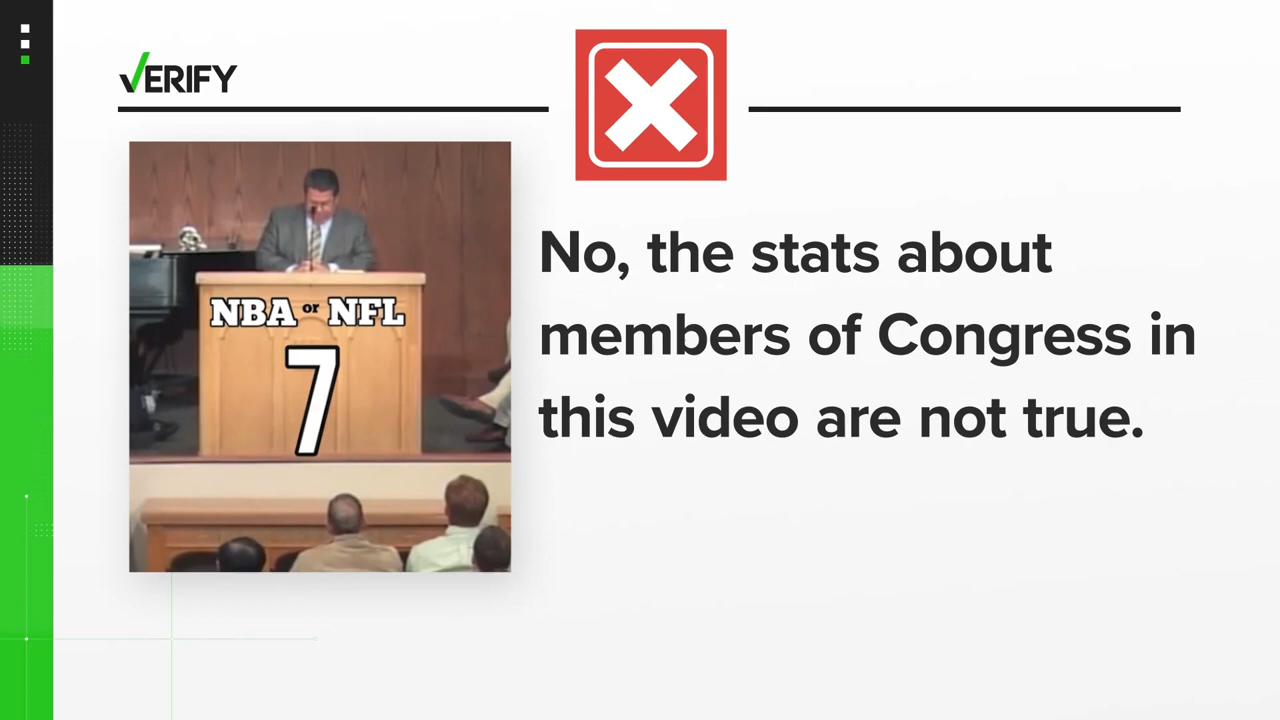 VERIFY
NBA or NFL
7
No, the stats about
members of Congress in
this video are not true.